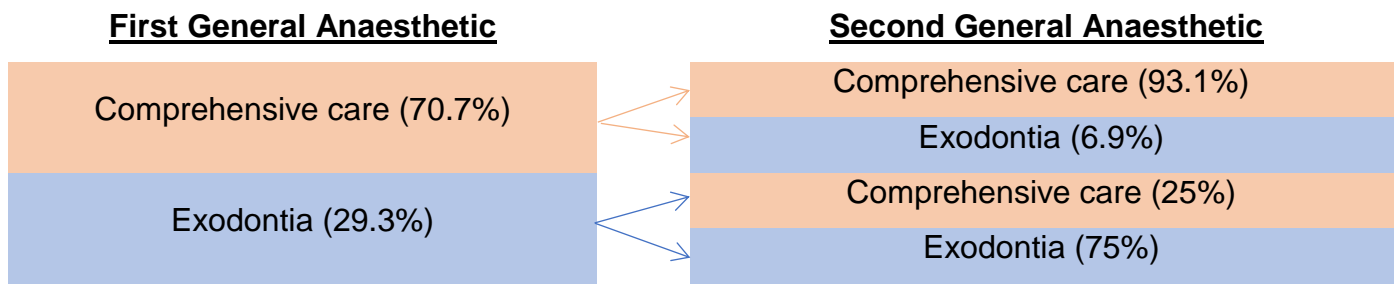 First General Anaesthetic
Second General Anaesthetic
Comprehensive care (70.7%)
Exodontia (29.3%)
Comprehensive care (93.1%)
Exodontia (6.9%)
Comprehensive care (25%)
Exodontia (75%)